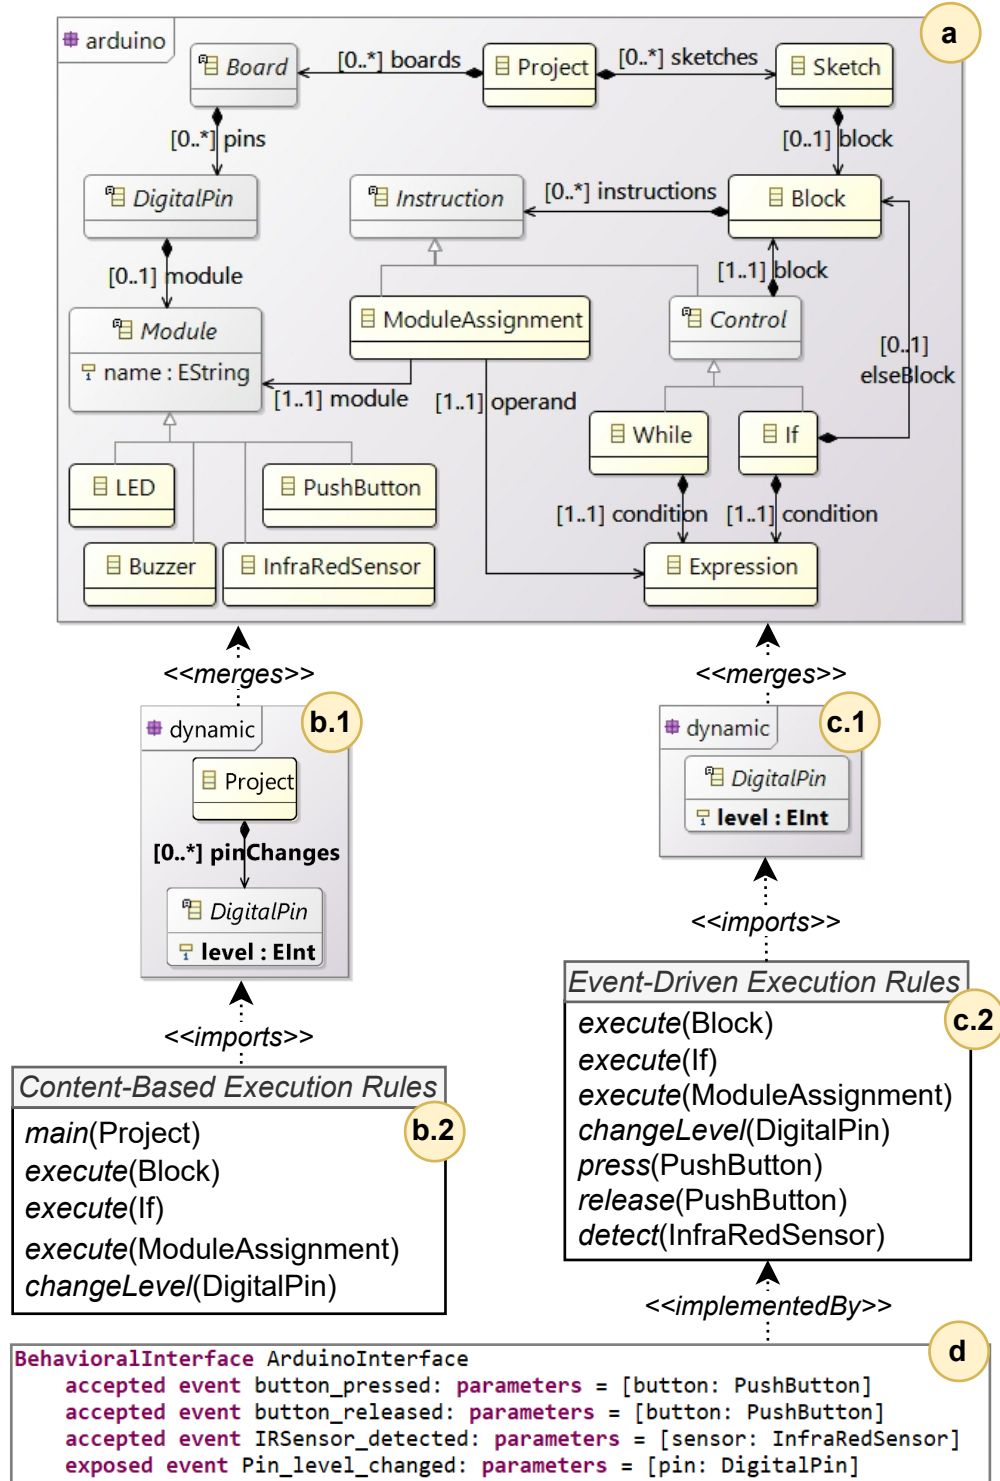 a
arduino
Board
[0..*] boards
Project
[0..*] sketches
Sketch
[0..*] pins
[0..1] block
DigitalPin
Instruction
[0..*] instructions
Block
[0..1] module
[1..1] block
Module
name : EString
ModuleAssignment
Control
[0..1]
elseBlock
[1..1] module
[1..1] operand
While
If
LED
PushButton
[1..1] condition
[1..1] condition
Buzzer
InfraRedSensor
Expression
<<merges>>
<<merges>>
b.1
dynamic
Project
[0..*] pinChanges
DigitalPin
level : EInt
c.1
dynamic
DigitalPin
level : EInt
<<imports>>
<<imports>>
Content-Based Execution Rules
b.2
main(Project)
execute(Block)
execute(If)
execute(ModuleAssignment)
changeLevel(DigitalPin)
Event-Driven Execution Rules
c.2
execute(Block)
execute(If)
execute(ModuleAssignment)
changeLevel(DigitalPin)
press(PushButton)
release(PushButton)
detect(InfraRedSensor)
<<implementedBy>>
d
BehavioralInterface ArduinoInterface
accepted event button_pressed: parameters = [button: PushButton]
accepted event button_released: parameters = [button: PushButton]
accepted event IRSensor_detected: parameters = [sensor: InfraRedSensor]
exposed event Pin_level_changed: parameters = [pin: DigitalPin]